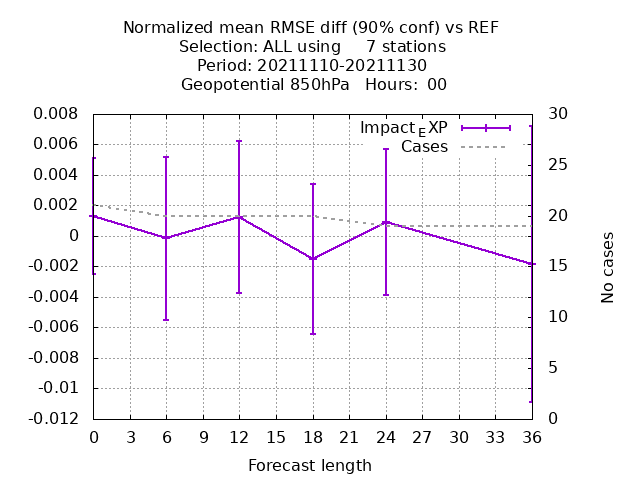 Normalized mean RMSE diff (90% conf) vs REF
Selection: ALL using 7 stations
Period: 20211110-20211130
Geopotential 850hPa Hours: 00
Impact_EXP
Cases
0.008
0.006
0.004
0.002
0
-0.002
-0.004
-0.006
-0.008
-0.01
-0.012
30
25
20
15
10
5
0
No cases
0 3 6 9 12 15 18 21 24 27 30 33 36
Forecast length